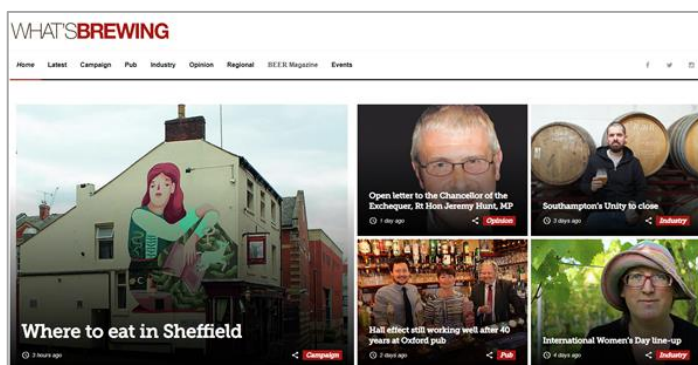 WHAT'SBREWING
Home Latest Campaign Pub Industry Opinion Regional BEER Magazine Events
Where to eat in Sheffield
3 hours ago Campaign
Open letter to the Chancellor of the
Exchequer, Rt Hon Jeremy Hunt, MP
1 day ago Opinion
Southampton's Unity to close
3 days ago Industry
Hall effect still working well after 40
years at Oxford pub
2 days ago Pub
International Women's Day line-up
4 days ago Industry